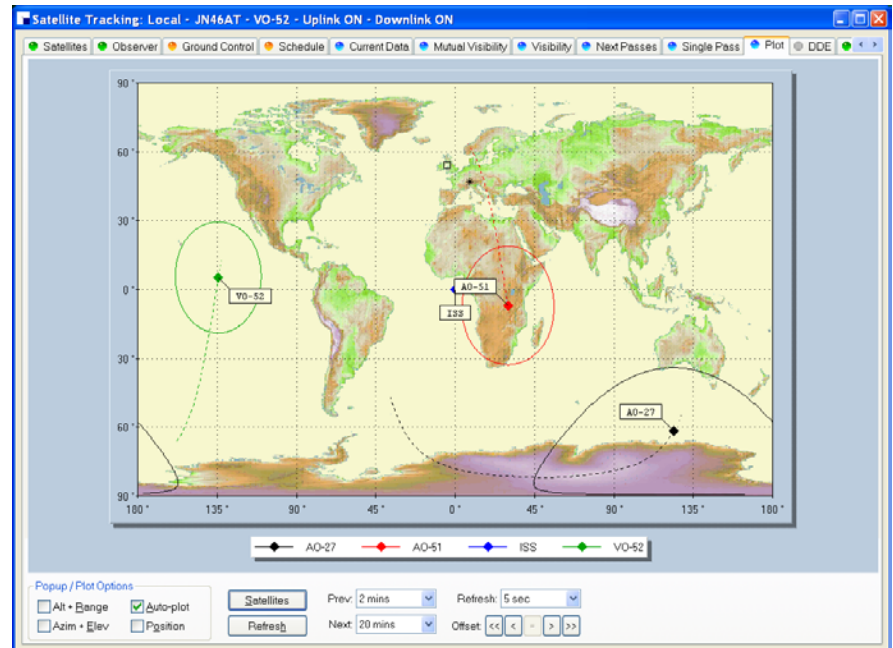 Satellite Tracking: Local - JN46AT - VO-52 - Uplink ON - Downlink ON
Satellites Observer Ground Control Schedule Current Data Mutual Visibility Visibility Next Passes Single Pass Plot DDE
90°
60°
30°
0°
30°
60°
90°
VO-52
AO-51
ISS
AO-27
180° 135° 90° 45° 0° 45° 90° 135° 180°
AO-27 AO-51 ISS VO-52
Popup / Plot Options
Alt + Range Auto-plot
Azim + Elev Position
Satellites
Refresh
Prev: 2 mins
Next: 20 mins
Refresh: 5 sec
Offset: << < - > >>